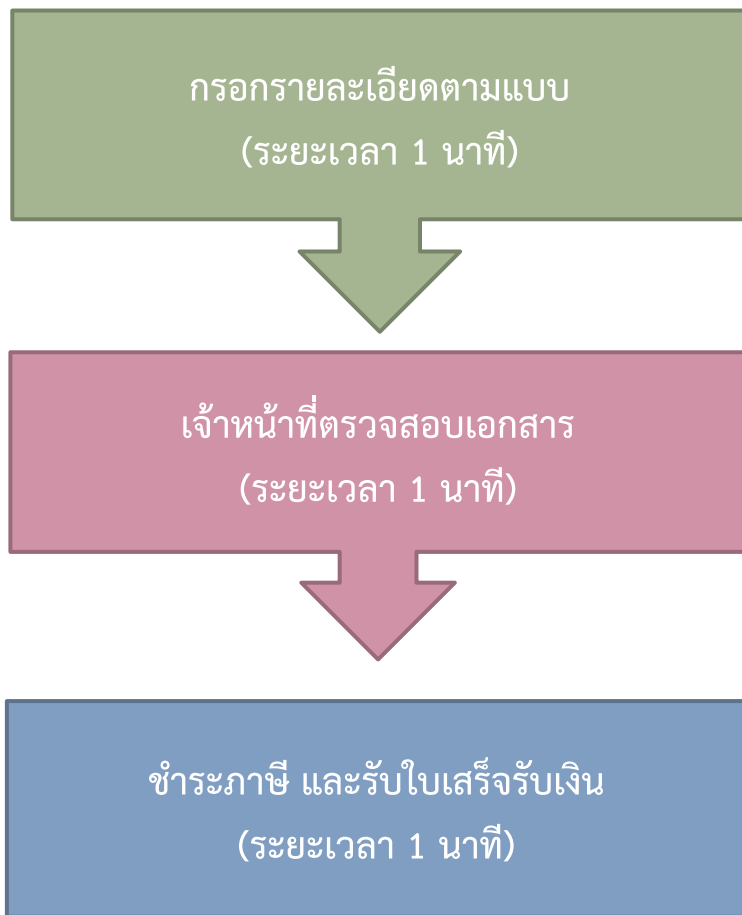 กรอกรายละเอียดตามแบบ
(ระยะเวลา 1 นาที)
เจ้าหน้าที่ตรวจสอบเอกสาร
(ระยะเวลา 1 นาที)
ชำระภาษี และรับใบเสร็จรับเงิน
(ระยะเวลา 1 นาที)